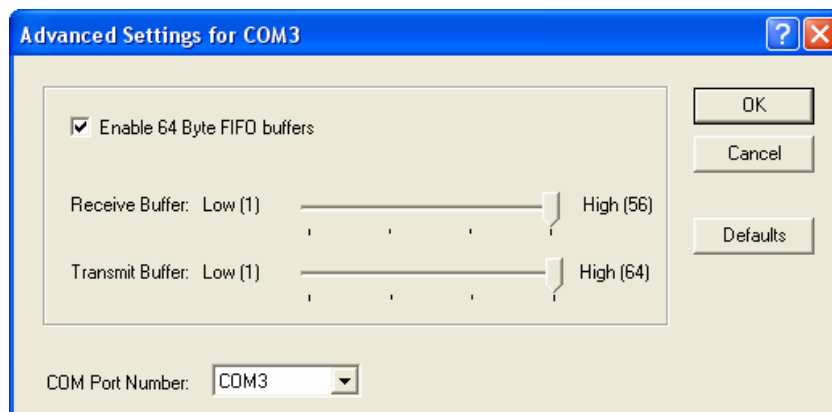 Advanced Settings for COM3
?
X
Enable 64 Byte FIFO buffers
OK
Cancel
Receive Buffer: Low (1) High (56)
Defaults
Transmit Buffer: Low (1) High (64)
COM Port Number: COM3